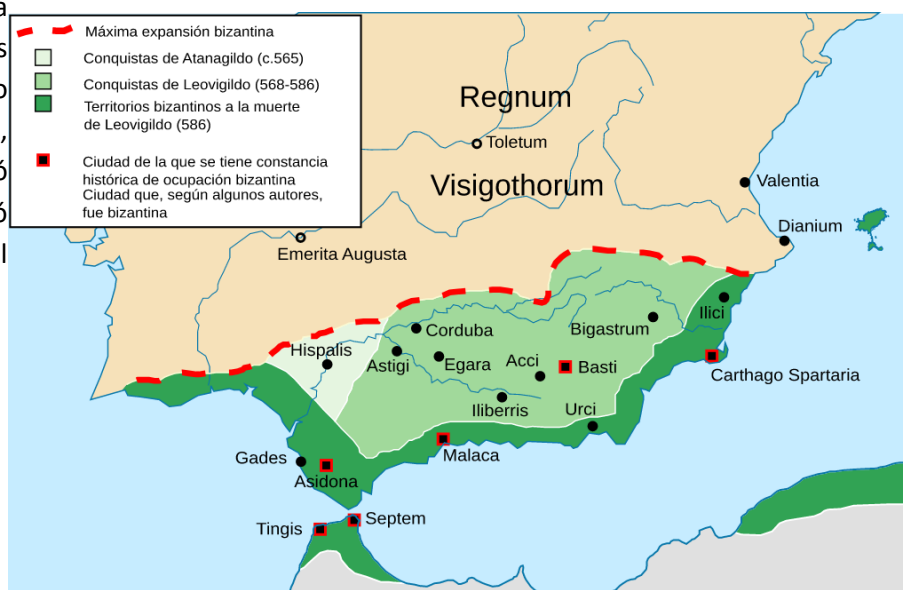 a
s
o
,
ó
ó
l
Máxima expansión bizantina
Conquistas de Atanagildo (c.565)
Conquistas de Leovigildo (568-586)
Territorios bizantinos a la muerte
de Leovigildo (586)
Ciudad de la que se tiene constancia
histórica de ocupación bizantina
Ciudad que, según algunos autores,
fue bizantina
Regnum
Toletum
Visigothorum
Valentia
Dianium
Emerita Augusta
Ilici
Corduba
Bigastrum
Hispalis
Astigi
Egara
Acci
Basti
Carthago Spartaria
Iliberris
Urci
Malaca
Gades
Asidona
Septem
Tingis